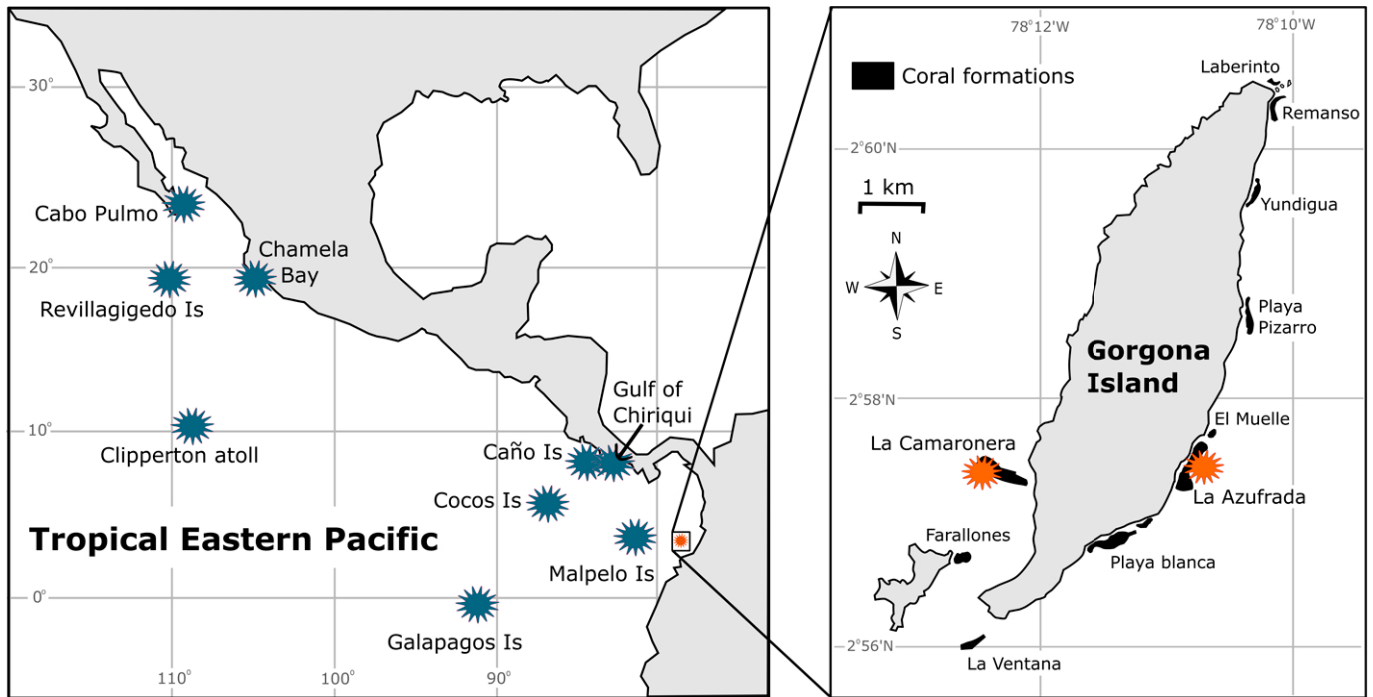 30°
20°
10°
0°
110°
100°
90°
Cabo Pulmo
Chamela
Bay
Revillagigedo Is
Clipperton atoll
Gulf of
Chiriqui
Caño Is
Cocos Is
Tropical Eastern Pacific
Malpelo Is
Galapagos Is
78°12'W
78°10'W
Coral formations
Laberinto
Remanso
2°60'N
1 km
Yundigua
N
W
E
S
Playa
Pizarro
Gorgona
Island
2°58'N
El Muelle
La Camaronera
La Azufrada
Farallones
Playa blanca
2°56'N
La Ventana